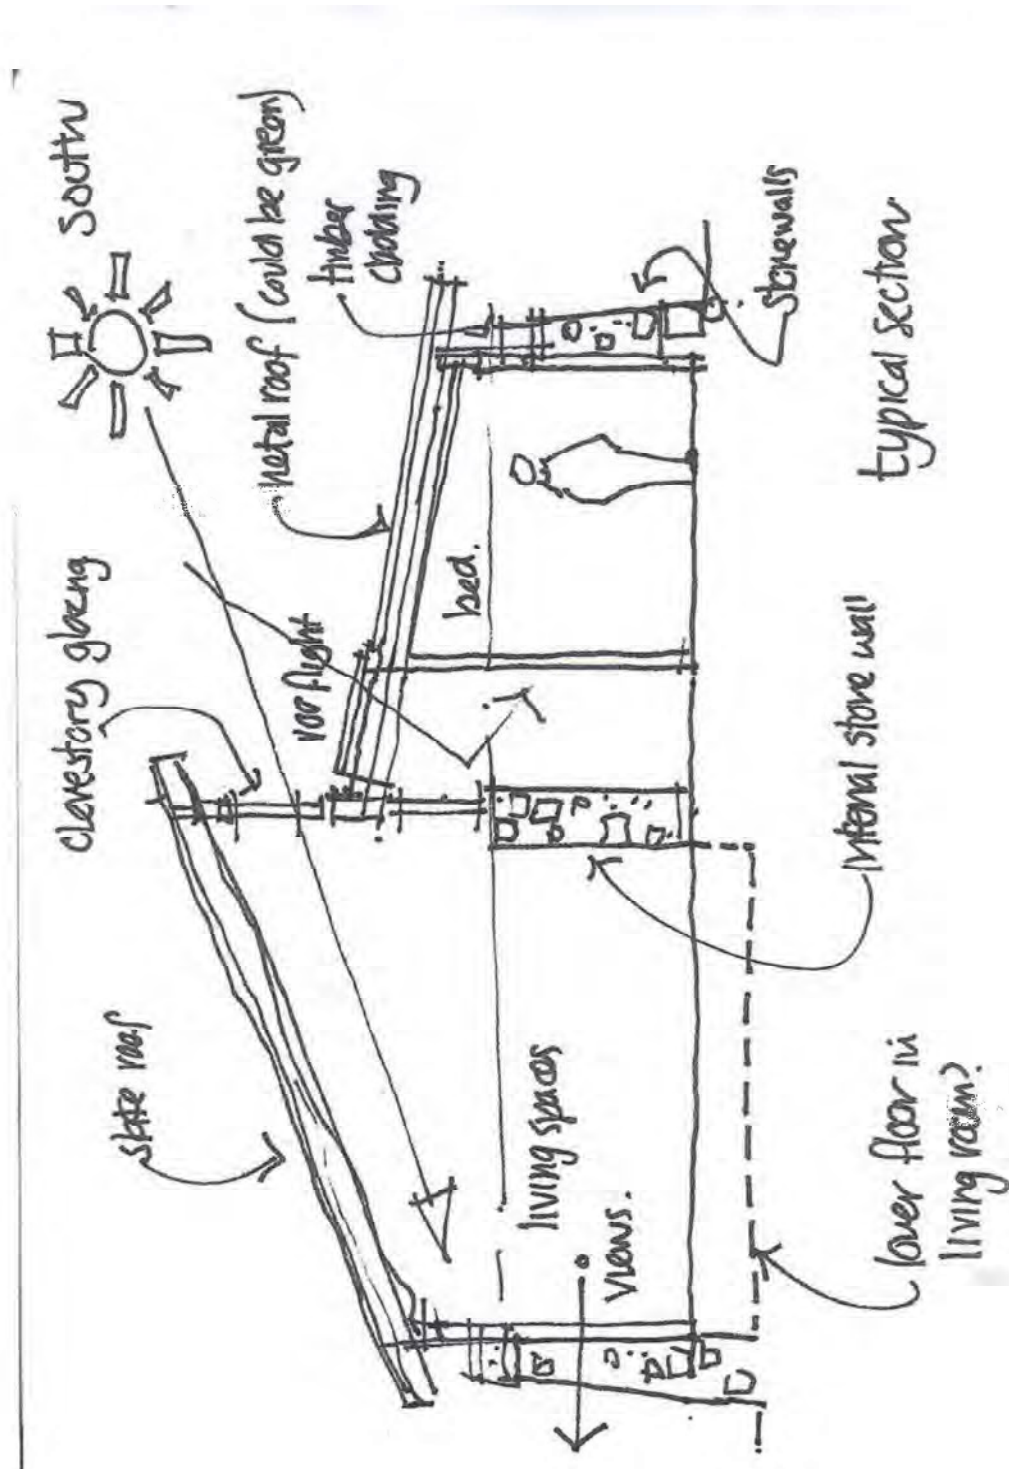 south
clerestory glazing
metal roof (could be green)
timber
cladding
slate roof
rooflight
bed.
living spaces
views.
stonewalls
internal stone wall
lower floor in
living room?
typical section